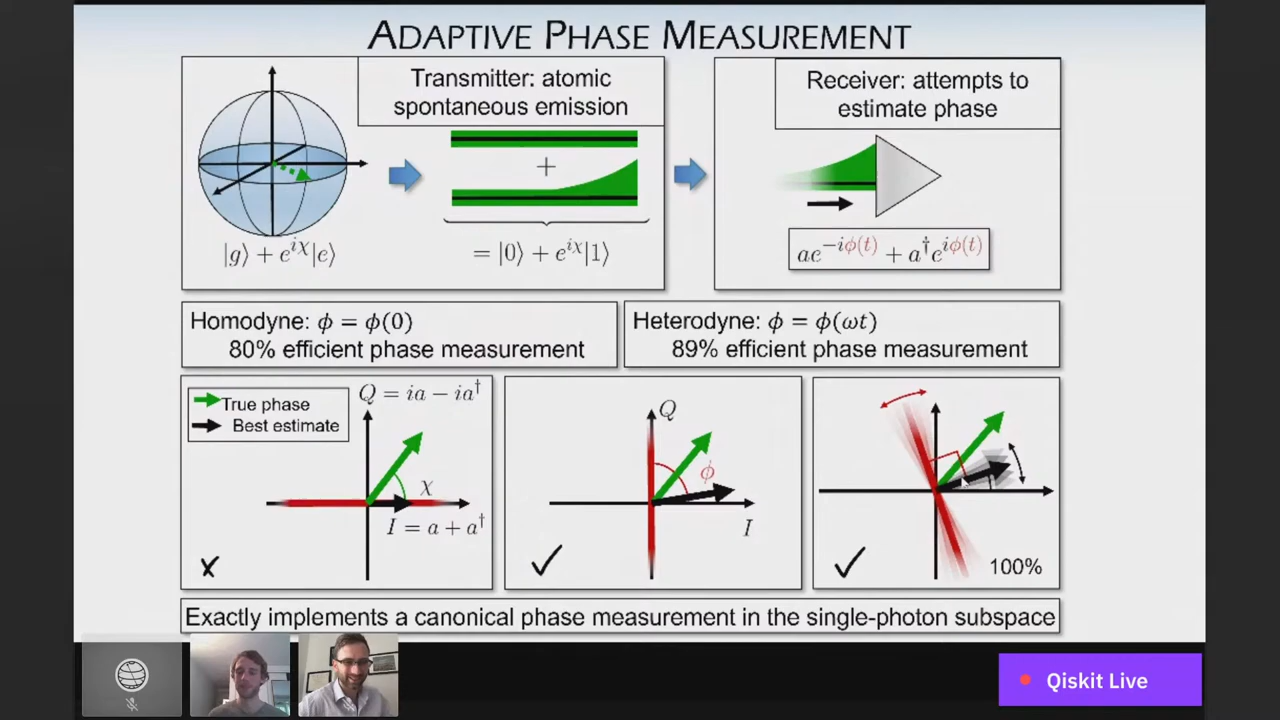 ADAPTIVE PHASE MEASUREMENT
Transmitter: atomic
spontaneous emission
|g⟩ + e^{iχ}|e⟩
+
= |0⟩ + e^{iχ}|1⟩
Receiver: attempts to
estimate phase
ae^{-iϕ(t)} + a^†e^{iϕ(t)}
Homodyne: ϕ = ϕ(0)
80% efficient phase measurement
Heterodyne: ϕ = ϕ(ωt)
89% efficient phase measurement
True phase
Best estimate
Q = ia − ia^†
χ
I = a + a^†
✗
Q
ϕ
I
✓
✓
100%
Exactly implements a canonical phase measurement in the single-photon subspace
Qiskit Live